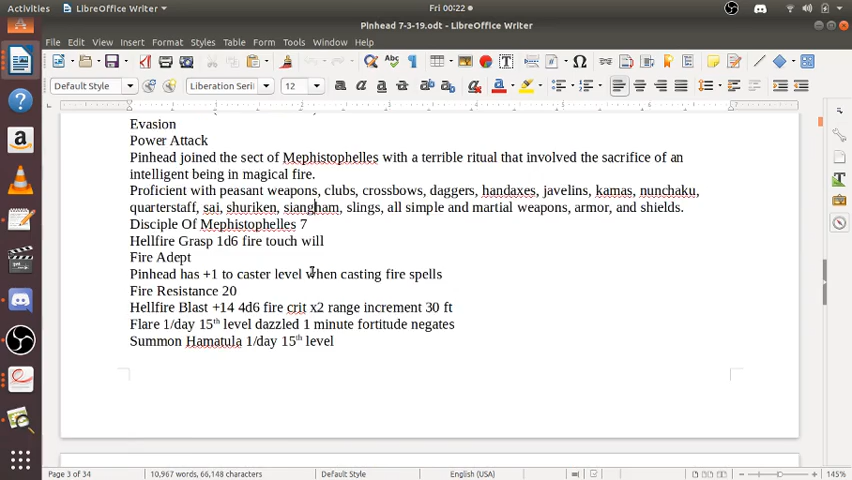 Activities
LibreOffice Writer
Fri 00:22
Pinhead 7-3-19.odt - LibreOffice Writer
File Edit View Insert Format Styles Table Form Tools Window Help
Default Style
Liberation Serif
12
Evasion
Power Attack
Pinhead joined the sect of Mephistophelles with a terrible ritual that involved the sacrifice of an
intelligent being in magical fire.
Proficient with peasant weapons, clubs, crossbows, daggers, handaxes, javelins, kamas, nunchaku,
quarterstaff, sai, shuriken, siangham, slings, all simple and martial weapons, armor, and shields.
Disciple Of Mephistophelles 7
Hellfire Grasp 1d6 fire touch will
Fire Adept
Pinhead has +1 to caster level when casting fire spells
Fire Resistance 20
Hellfire Blast +14 4d6 fire crit x2 range increment 30 ft
Flare 1/day 15th level dazzled 1 minute fortitude negates
Summon Hamatula 1/day 15th level
Page 3 of 34
10,967 words, 66,148 characters
Default Style
English (USA)
145%